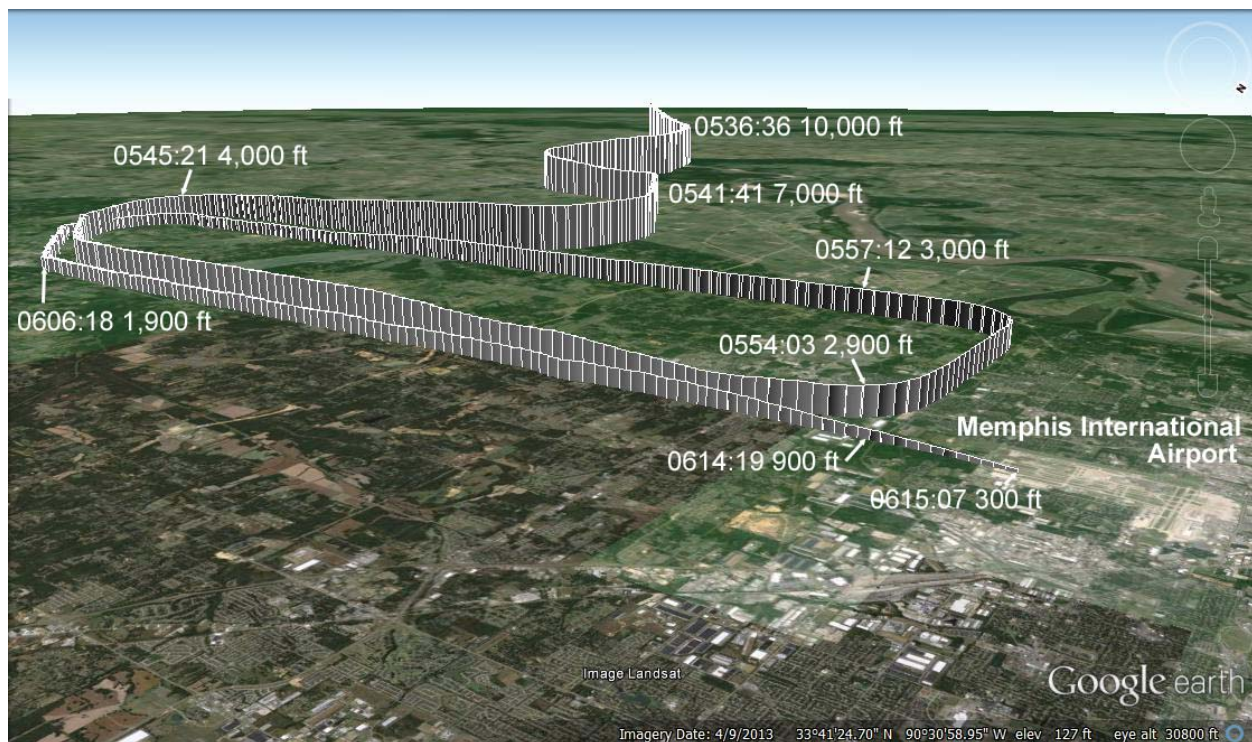 N
0536:36 10,000 ft
0545:21 4,000 ft
0541:41 7,000 ft
0557:12 3,000 ft
0606:18 1,900 ft
0554:03 2,900 ft
Memphis International
Airport
0614:19 900 ft
0615:07 300 ft
Image Landsat
Google earth
Imagery Date: 4/9/2013 33°41'24.70" N 90°30'58.95" W elev 127 ft eye alt 30800 ft